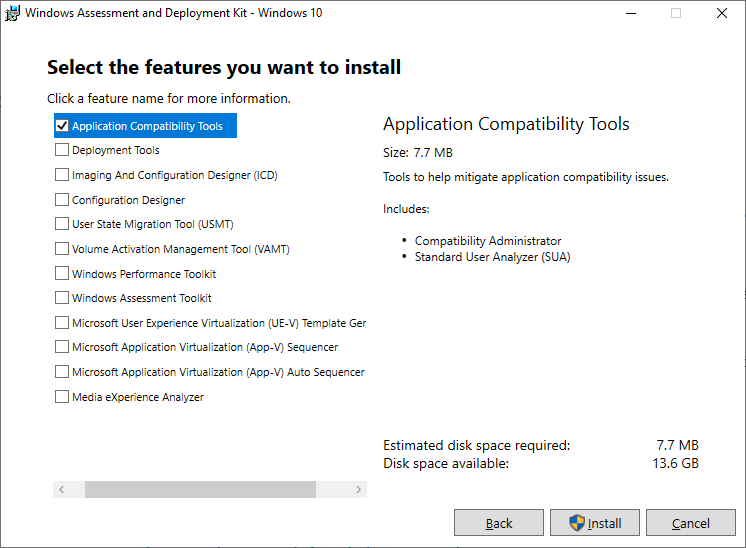 Windows Assessment and Deployment Kit - Windows 10
Select the features you want to install
Click a feature name for more information.
Application Compatibility Tools
Deployment Tools
Imaging And Configuration Designer (ICD)
Configuration Designer
User State Migration Tool (USMT)
Volume Activation Management Tool (VAMT)
Windows Performance Toolkit
Windows Assessment Toolkit
Microsoft User Experience Virtualization (UE-V) Template Ger
Microsoft Application Virtualization (App-V) Sequencer
Microsoft Application Virtualization (App-V) Auto Sequencer
Media eXperience Analyzer
Application Compatibility Tools
Size: 7.7 MB
Tools to help mitigate application compatibility issues.
Includes:
• Compatibility Administrator
• Standard User Analyzer (SUA)
Estimated disk space required: 7.7 MB
Disk space available: 13.6 GB
Back Install Cancel